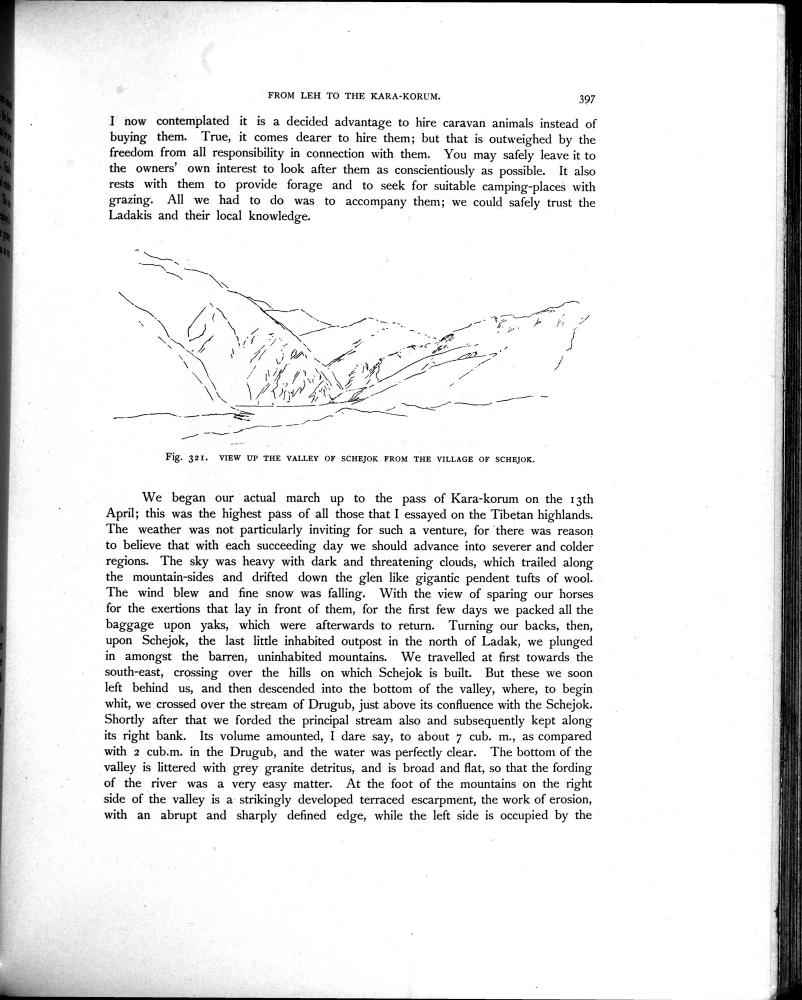 FROM LEH TO THE KARA-KORUM. 397
I now contemplated it is a decided advantage to hire caravan animals instead of
buying them. True, it comes dearer to hire them; but that is outweighed by the
freedom from all responsibility in connection with them. You may safely leave it to
the owners' own interest to look after them as conscientiously as possible. It also
rests with them to provide forage and to seek for suitable camping-places with
grazing. All we had to do was to accompany them; we could safely trust the
Ladakis and their local knowledge.
Fig. 321. VIEW UP THE VALLEY OF SCHEJOK FROM THE VILLAGE OF SCHEJOK.
We began our actual march up to the pass of Kara-korum on the 13th
April; this was the highest pass of all those that I essayed on the Tibetan highlands.
The weather was not particularly inviting for such a venture, for there was reason
to believe that with each succeeding day we should advance into severer and colder
regions. The sky was heavy with dark and threatening clouds, which trailed along
the mountain-sides and drifted down the glen like gigantic pendent tufts of wool.
The wind blew and fine snow was falling. With the view of sparing our horses
for the exertions that lay in front of them, for the first few days we packed all the
baggage upon yaks, which were afterwards to return. Turning our backs, then,
upon Schejok, the last little inhabited outpost in the north of Ladak, we plunged
in amongst the barren, uninhabited mountains. We travelled at first towards the
south-east, crossing over the hills on which Schejok is built. But these we soon
left behind us, and then descended into the bottom of the valley, where, to begin
whit, we crossed over the stream of Drugub, just above its confluence with the Schejok.
Shortly after that we forded the principal stream also and subsequently kept along
its right bank. Its volume amounted, I dare say, to about 7 cub. m., as compared
with 2 cub.m. in the Drugub, and the water was perfectly clear. The bottom of the
valley is littered with grey granite detritus, and is broad and flat, so that the fording
of the river was a very easy matter. At the foot of the mountains on the right
side of the valley is a strikingly developed terraced escarpment, the work of erosion,
with an abrupt and sharply defined edge, while the left side is occupied by the